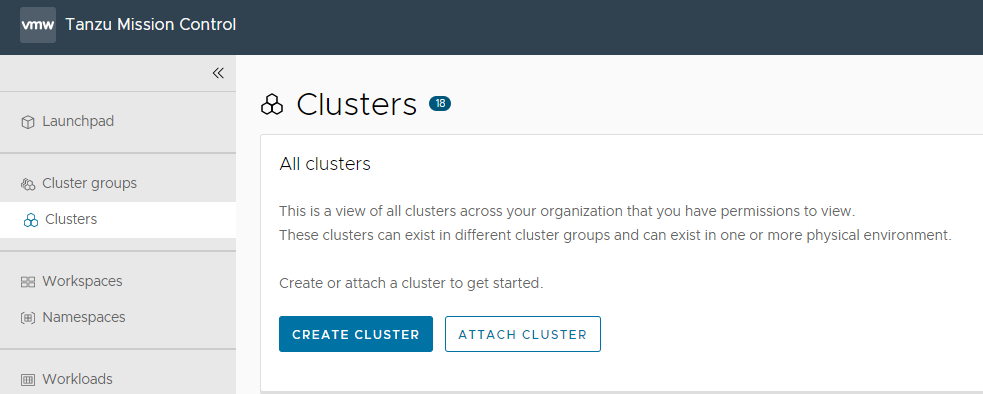 vmw Tanzu Mission Control
Launchpad
Cluster groups
Clusters
Workspaces
Namespaces
Workloads
Clusters 18
All clusters
This is a view of all clusters across your organization that you have permissions to view.
These clusters can exist in different cluster groups and can exist in one or more physical environment.
Create or attach a cluster to get started.
CREATE CLUSTER ATTACH CLUSTER